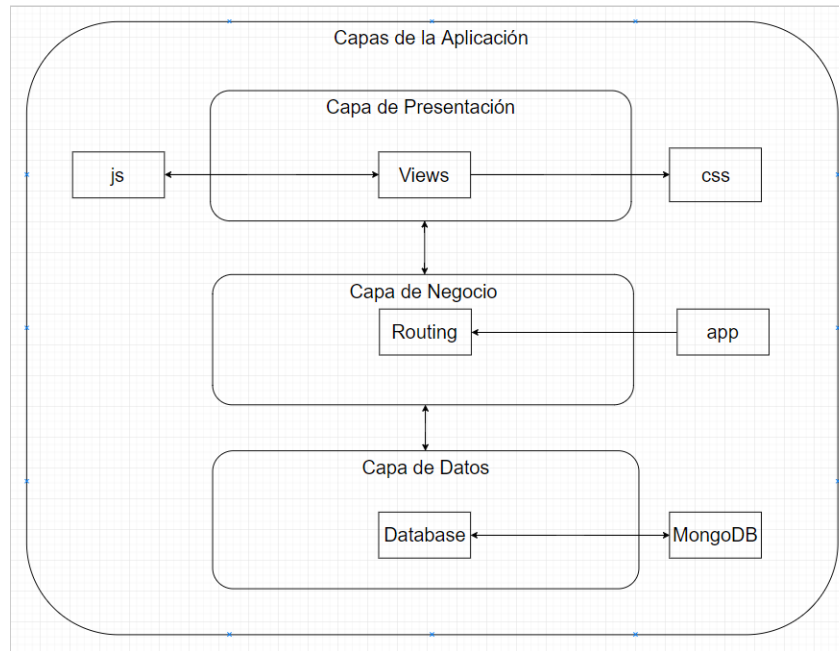 Capas de la Aplicación
Capa de Presentación
js
Views
css
Capa de Negocio
Routing
app
Capa de Datos
Database
MongoDB